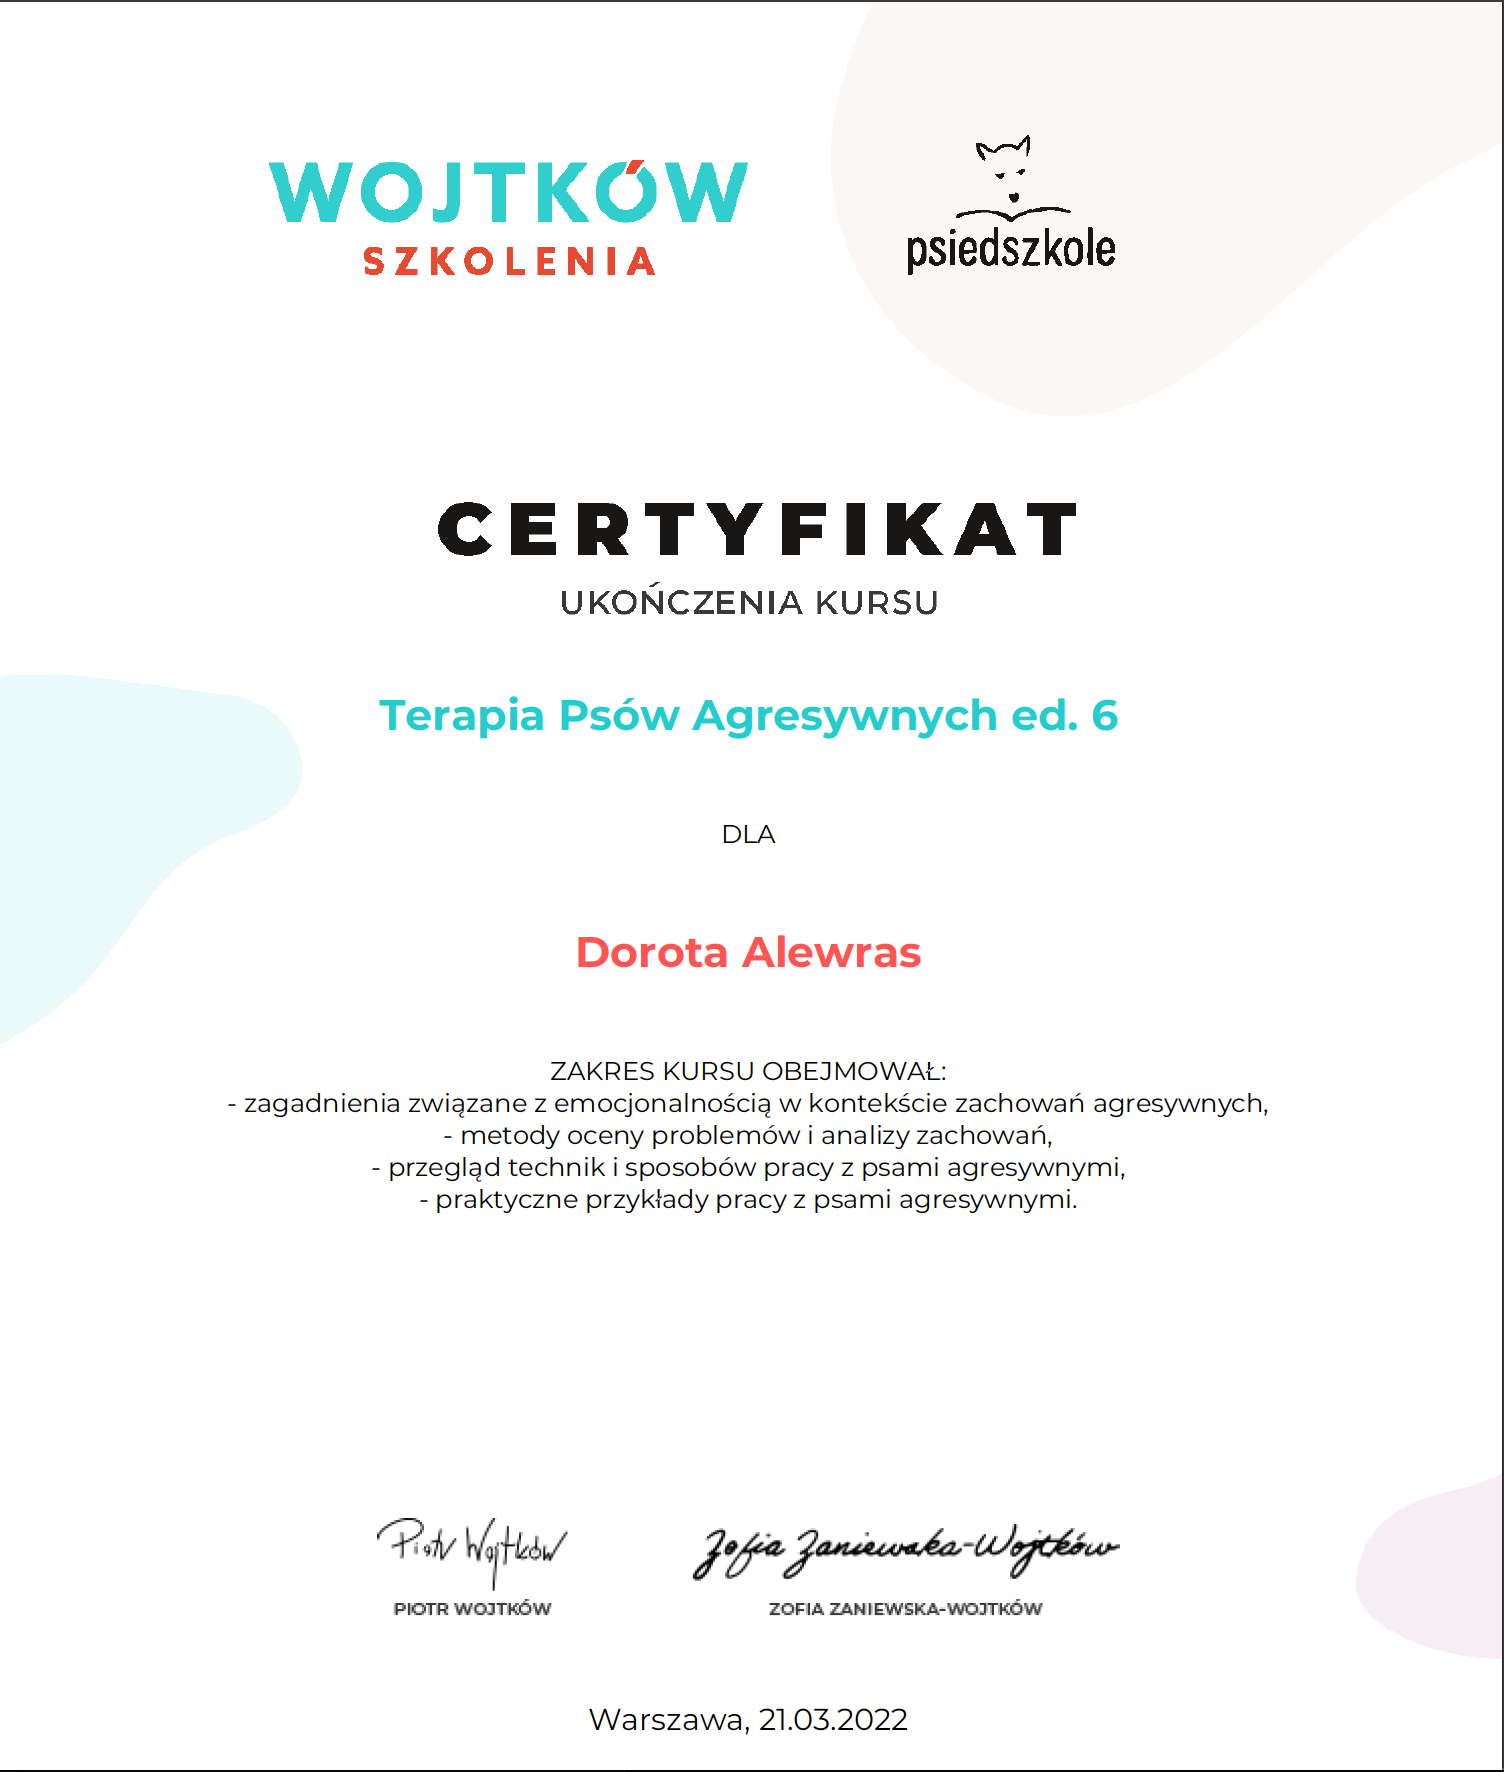 WOJTKÓW
SZKOLENIA
psiedszkole
CERTYFIKAT
UKOŃCZENIA KURSU
Terapia Psów Agresywnych ed. 6
DLA
Dorota Alewras
ZAKRES KURSU OBEJMOWAŁ:
- zagadnienia związane z emocjonalnością w kontekście zachowań agresywnych,
- metody oceny problemów i analizy zachowań,
- przegląd technik i sposobów pracy z psami agresywnymi,
- praktyczne przykłady pracy z psami agresywnymi.
Piotr Wojtków
Zofia Zaniewska-Wojtków
PIOTR WOJTKÓW
ZOFIA ZANIEWSKA-WOJTKÓW
Warszawa, 21.03.2022